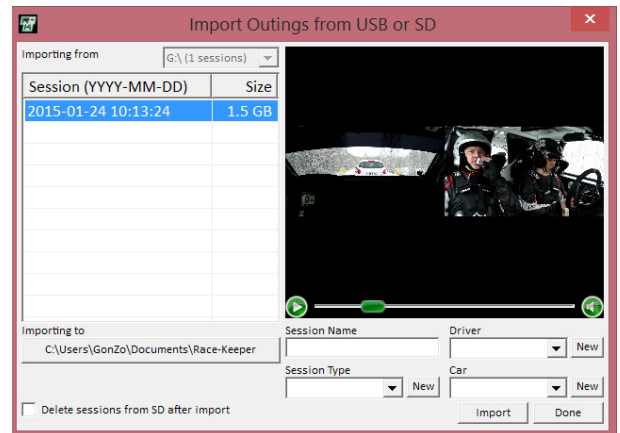 Import Outings from USB or SD
Importing from
G:\ (1 sessions)
Session (YYYY-MM-DD) Size
2015-01-24 10:13:24 1.5 GB
Importing to
C:\Users\GonZo\Documents\Race-Keeper
Session Name
Driver
New
Session Type
New
Car
New
Delete sessions from SD after import
Import
Done